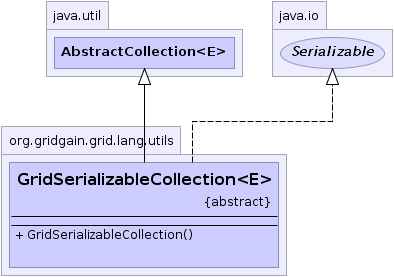 java.util
java.io
AbstractCollection<E>
Serializable
org.gridgain.grid.lang.utils
GridSerializableCollection<E>
{abstract}
+ GridSerializableCollection()